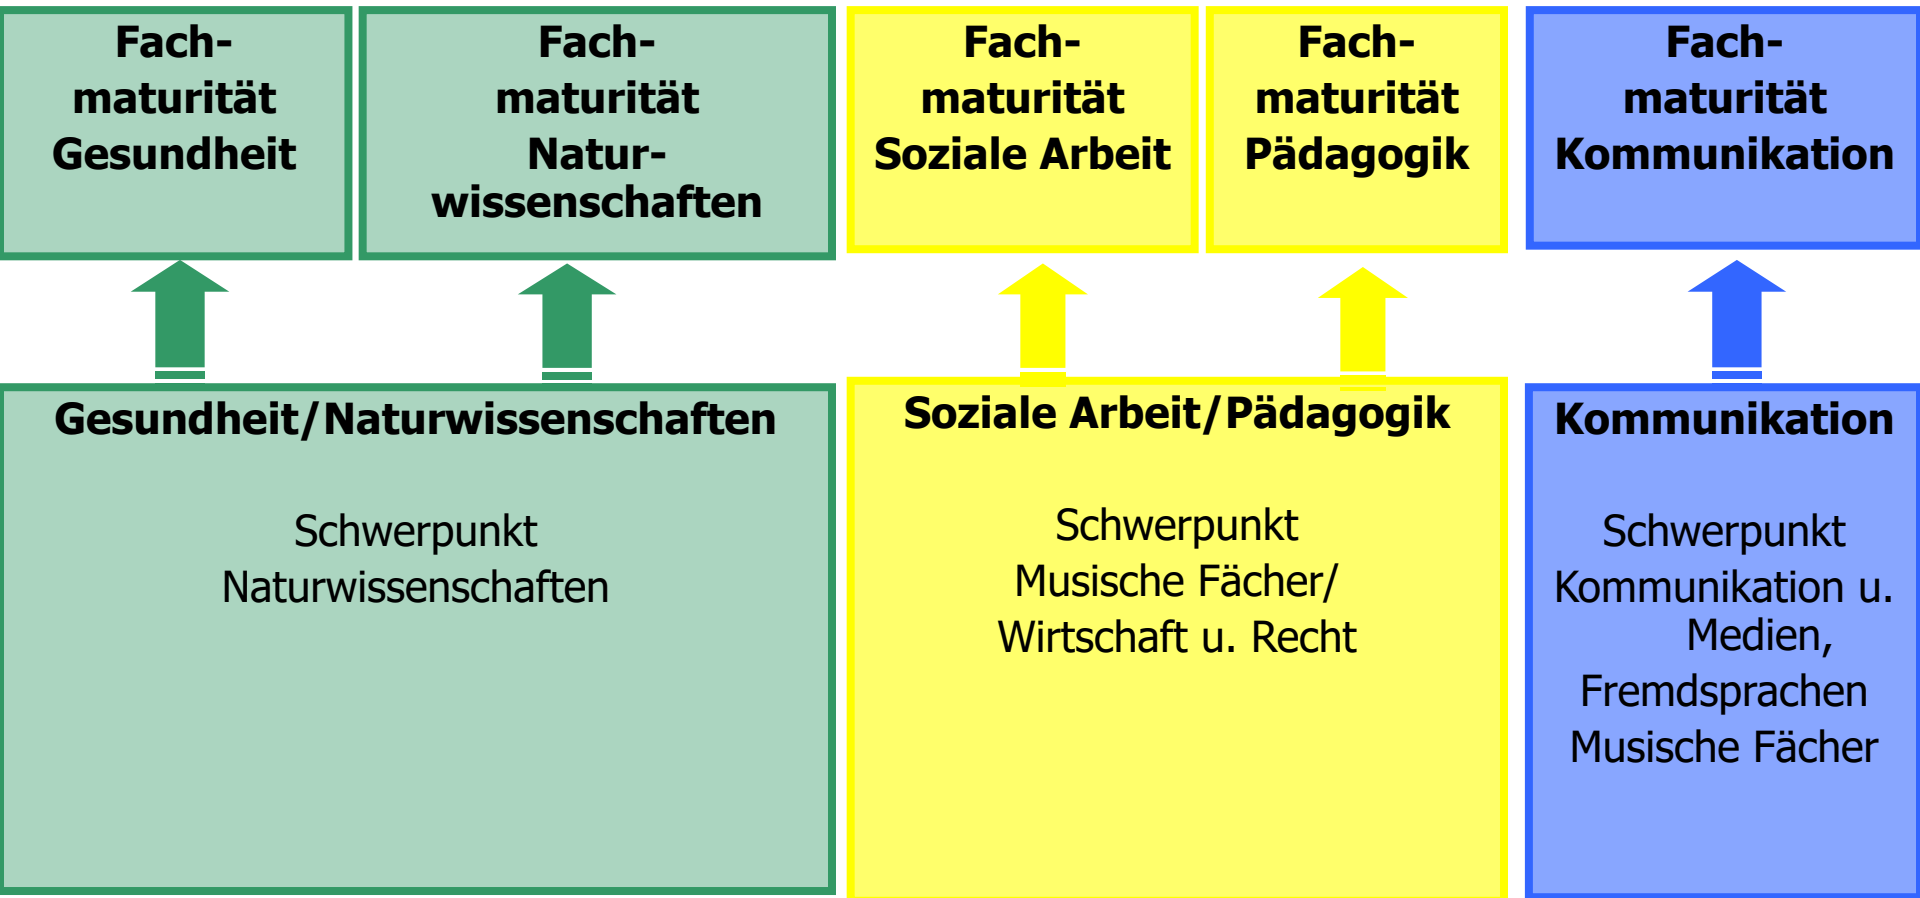 Fach-
maturität
Gesundheit
Fach-
maturität
Natur-
wissenschaften
Fach-
maturität
Soziale Arbeit
Fach-
maturität
Pädagogik
Fach-
maturität
Kommunikation
Gesundheit/Naturwissenschaften
Schwerpunkt
Naturwissenschaften
Soziale Arbeit/Pädagogik
Schwerpunkt
Musische Fächer/
Wirtschaft u. Recht
Kommunikation
Schwerpunkt
Kommunikation u.
Medien,
Fremdsprachen
Musische Fächer